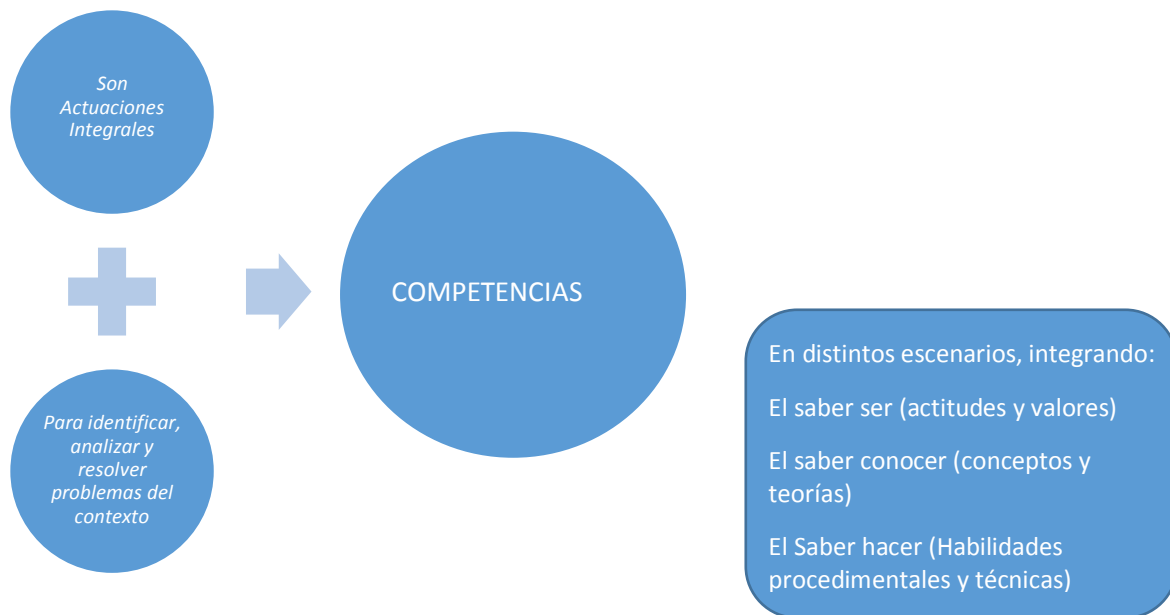 Son
Actuaciones
Integrales
Para identificar,
analizar y
resolver
problemas del
contexto
COMPETENCIAS
En distintos escenarios, integrando:
El saber ser (actitudes y valores)
El saber conocer (conceptos y
teorías)
El Saber hacer (Habilidades
procedimentales y técnicas)